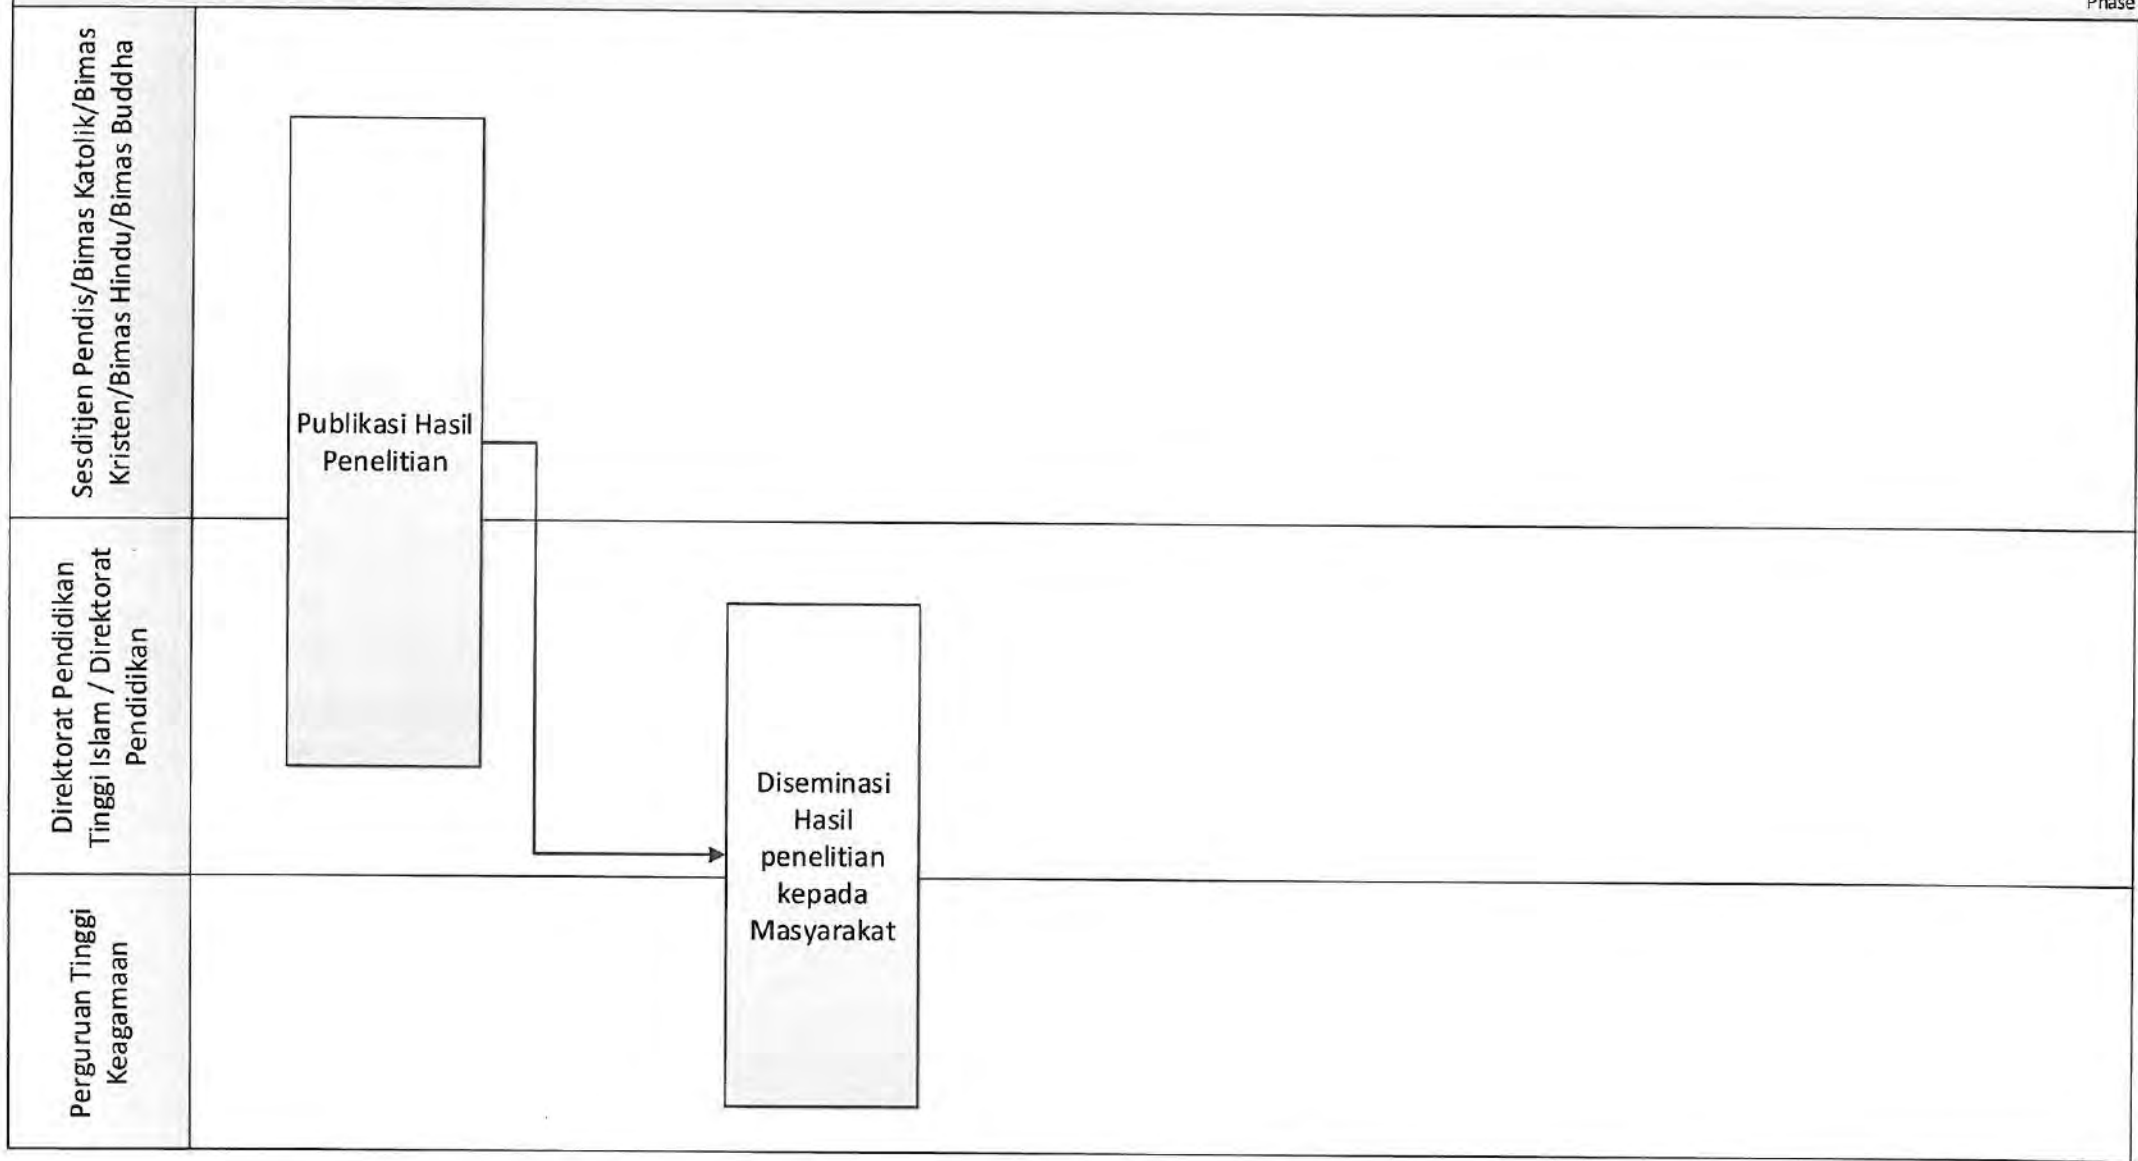 Phase
Sesditjen Pendis/Bimas Katolik/Bimas
Kristen/Bimas Hindu/Bimas Buddha
Publikasi Hasil
Penelitian
Direktorat Pendidikan
Tinggi Islam / Direktorat
Pendidikan
Diseminasi
Hasil
penelitian
kepada
Masyarakat
Perguruan Tinggi
Keagamaan